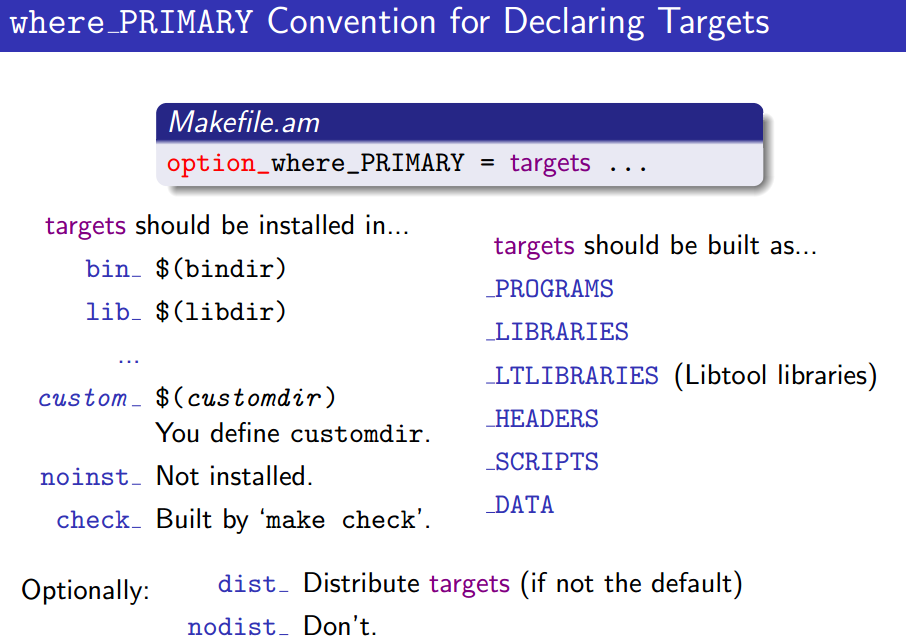 where_PRIMARY Convention for Declaring Targets
Makefile.am
option_where_PRIMARY = targets ...
targets should be installed in...
bin_ $(bindir)
lib_ $(libdir)
...
custom_ $(customdir)
You define customdir.
noinst_ Not installed.
check_ Built by ‘make check’.
targets should be built as...
_PROGRAMS
_LIBRARIES
_LTLIBRARIES (Libtool libraries)
_HEADERS
_SCRIPTS
_DATA
Optionally: dist_ Distribute targets (if not the default)
nodist_ Don't.